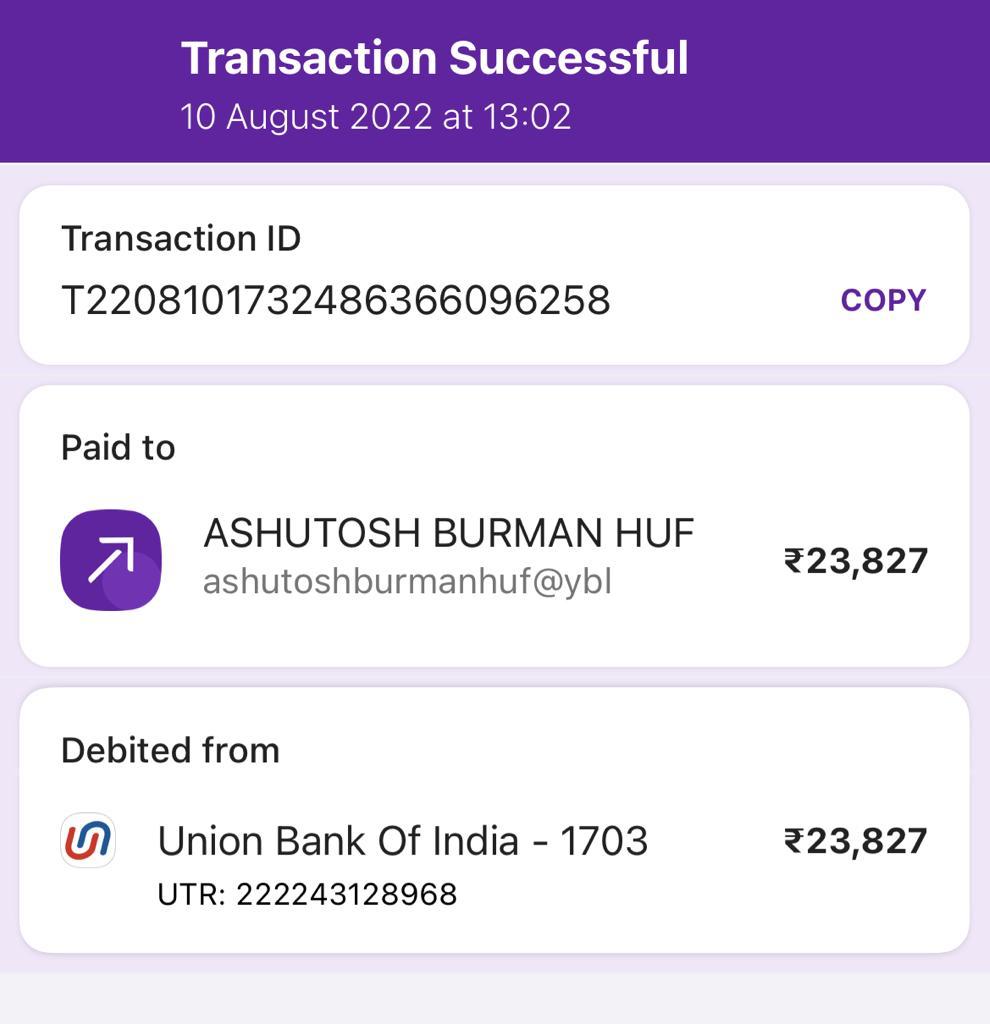 Transaction Successful
10 August 2022 at 13:02
Transaction ID
T2208101732486366096258
COPY
Paid to
ASHUTOSH BURMAN HUF
ashutoshburmanhuf@ybl
₹23,827
Debited from
Union Bank Of India - 1703
₹23,827
UTR: 222243128968